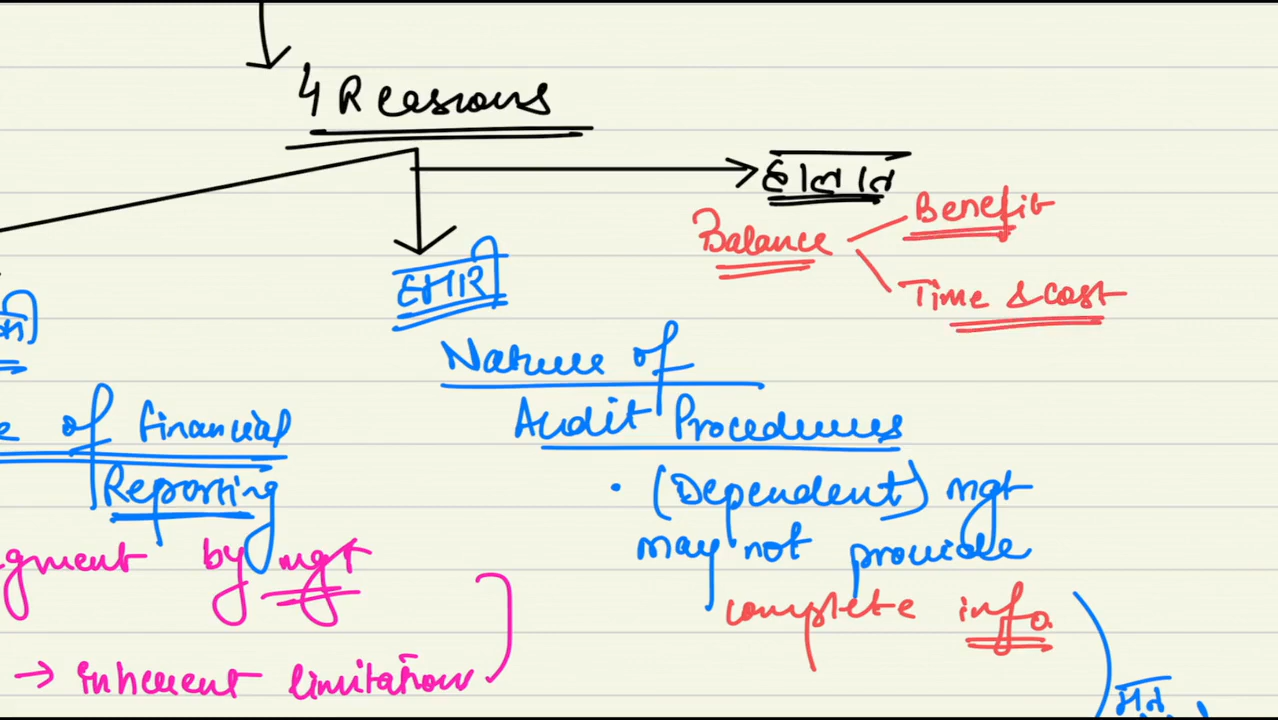 4 Reasons
हालात
Balance
Benefit
Time & cost
of financial
Reporting
by mgt
→ inherent limitation
Nature of
Audit Procedures
• (Dependent) mgt
may not provide
complete info.